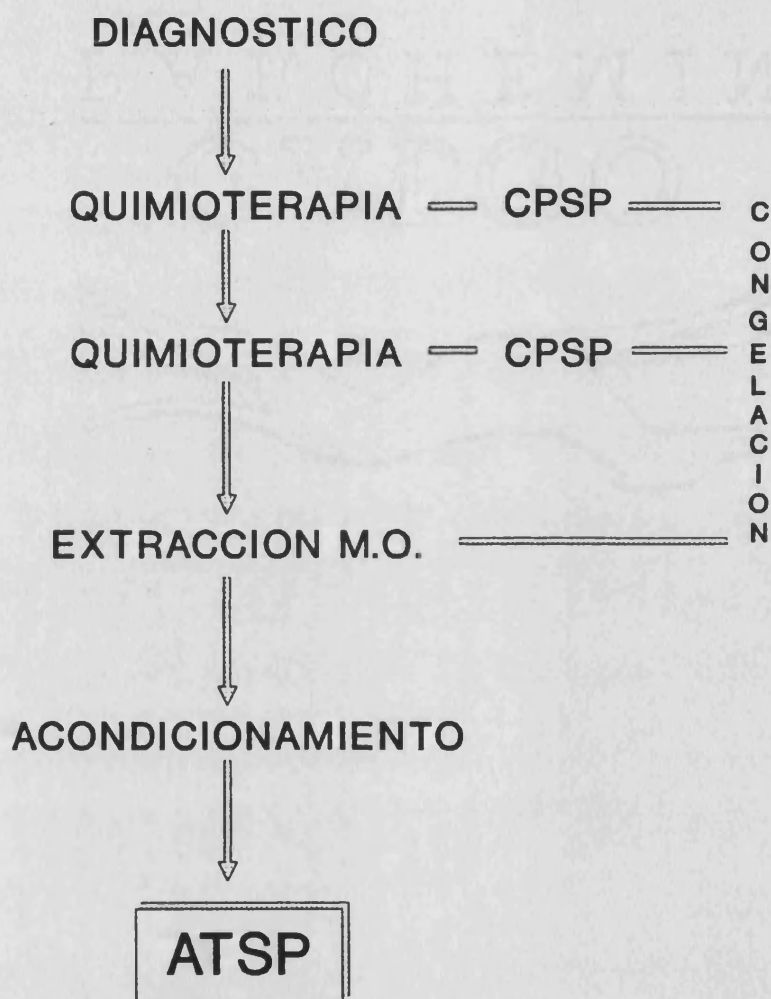 DIAGNOSTICO
QUIMIOTERAPIA CPSP
QUIMIOTERAPIA CPSP
EXTRACCION M.O.
CONGELACION
ACONDICIONAMIENTO
ATSP